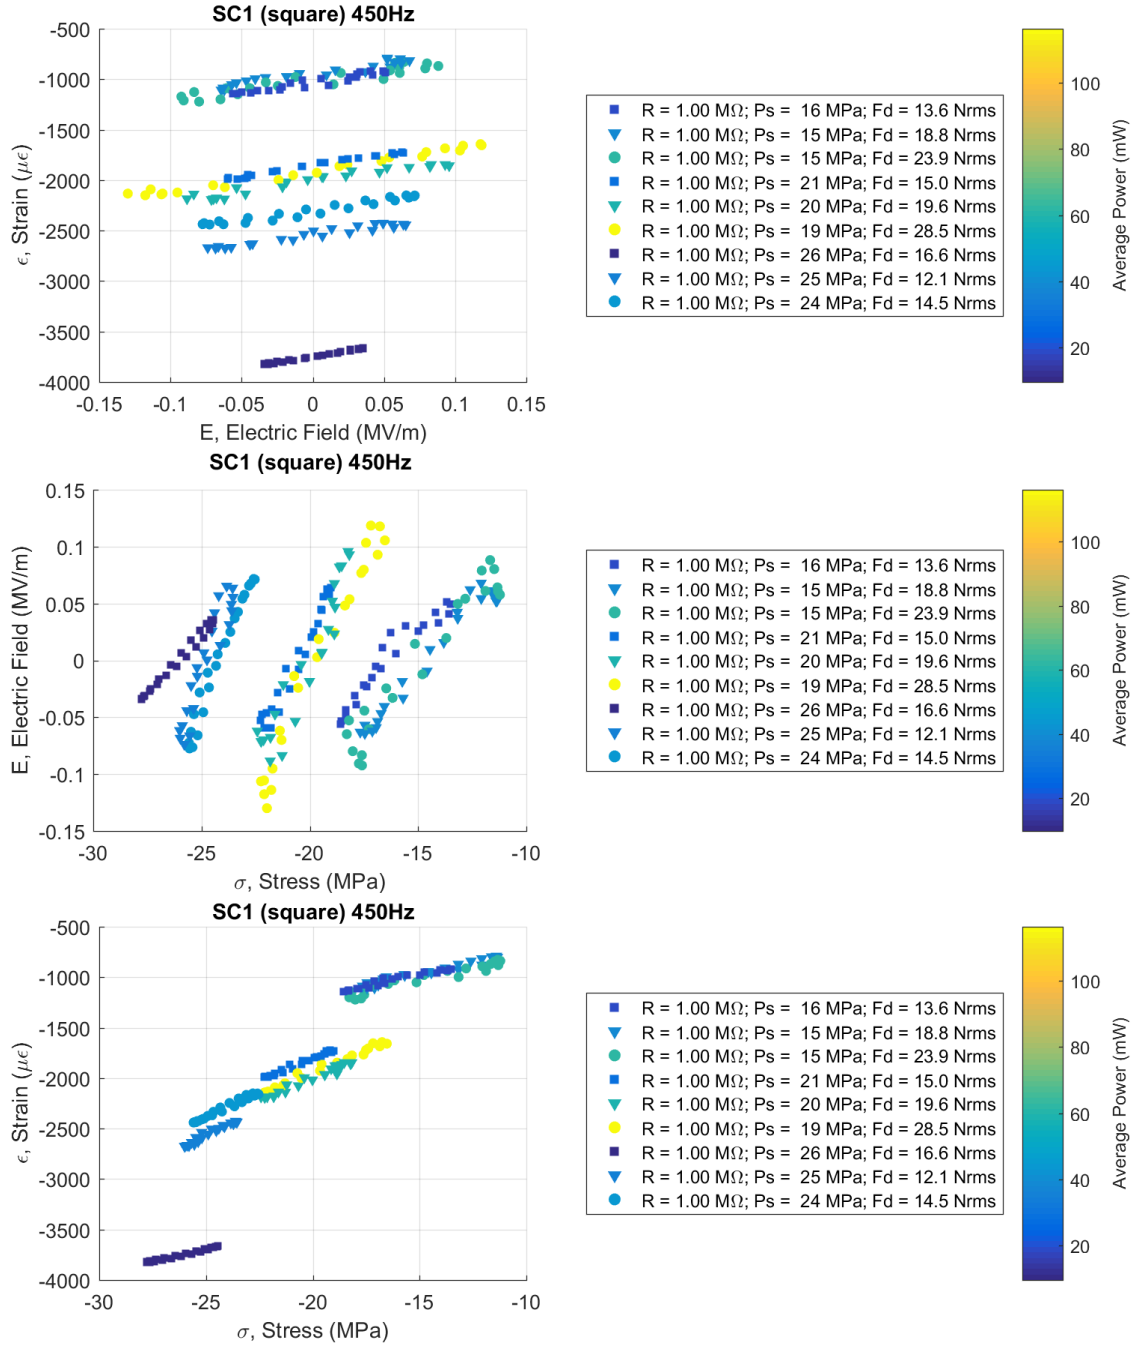 SC1 (square) 450Hz
-500
-1000
-1500
-2000
-2500
-3000
-3500
-4000
ϵ, Strain (µϵ)
-0.15 -0.1 -0.05 0 0.05 0.1 0.15
E, Electric Field (MV/m)
R = 1.00 MΩ; Ps = 16 MPa; Fd = 13.6 Nrms
R = 1.00 MΩ; Ps = 15 MPa; Fd = 18.8 Nrms
R = 1.00 MΩ; Ps = 15 MPa; Fd = 23.9 Nrms
R = 1.00 MΩ; Ps = 21 MPa; Fd = 15.0 Nrms
R = 1.00 MΩ; Ps = 20 MPa; Fd = 19.6 Nrms
R = 1.00 MΩ; Ps = 19 MPa; Fd = 28.5 Nrms
R = 1.00 MΩ; Ps = 26 MPa; Fd = 16.6 Nrms
R = 1.00 MΩ; Ps = 25 MPa; Fd = 12.1 Nrms
R = 1.00 MΩ; Ps = 24 MPa; Fd = 14.5 Nrms
100
80
60
40
20
Average Power (mW)
SC1 (square) 450Hz
0.15
0.1
0.05
0
-0.05
-0.1
-0.15
E, Electric Field (MV/m)
-30 -25 -20 -15 -10
σ, Stress (MPa)
R = 1.00 MΩ; Ps = 16 MPa; Fd = 13.6 Nrms
R = 1.00 MΩ; Ps = 15 MPa; Fd = 18.8 Nrms
R = 1.00 MΩ; Ps = 15 MPa; Fd = 23.9 Nrms
R = 1.00 MΩ; Ps = 21 MPa; Fd = 15.0 Nrms
R = 1.00 MΩ; Ps = 20 MPa; Fd = 19.6 Nrms
R = 1.00 MΩ; Ps = 19 MPa; Fd = 28.5 Nrms
R = 1.00 MΩ; Ps = 26 MPa; Fd = 16.6 Nrms
R = 1.00 MΩ; Ps = 25 MPa; Fd = 12.1 Nrms
R = 1.00 MΩ; Ps = 24 MPa; Fd = 14.5 Nrms
100
80
60
40
20
Average Power (mW)
SC1 (square) 450Hz
-500
-1000
-1500
-2000
-2500
-3000
-3500
-4000
ϵ, Strain (µϵ)
-30 -25 -20 -15 -10
σ, Stress (MPa)
R = 1.00 MΩ; Ps = 16 MPa; Fd = 13.6 Nrms
R = 1.00 MΩ; Ps = 15 MPa; Fd = 18.8 Nrms
R = 1.00 MΩ; Ps = 15 MPa; Fd = 23.9 Nrms
R = 1.00 MΩ; Ps = 21 MPa; Fd = 15.0 Nrms
R = 1.00 MΩ; Ps = 20 MPa; Fd = 19.6 Nrms
R = 1.00 MΩ; Ps = 19 MPa; Fd = 28.5 Nrms
R = 1.00 MΩ; Ps = 26 MPa; Fd = 16.6 Nrms
R = 1.00 MΩ; Ps = 25 MPa; Fd = 12.1 Nrms
R = 1.00 MΩ; Ps = 24 MPa; Fd = 14.5 Nrms
100
80
60
40
20
Average Power (mW)